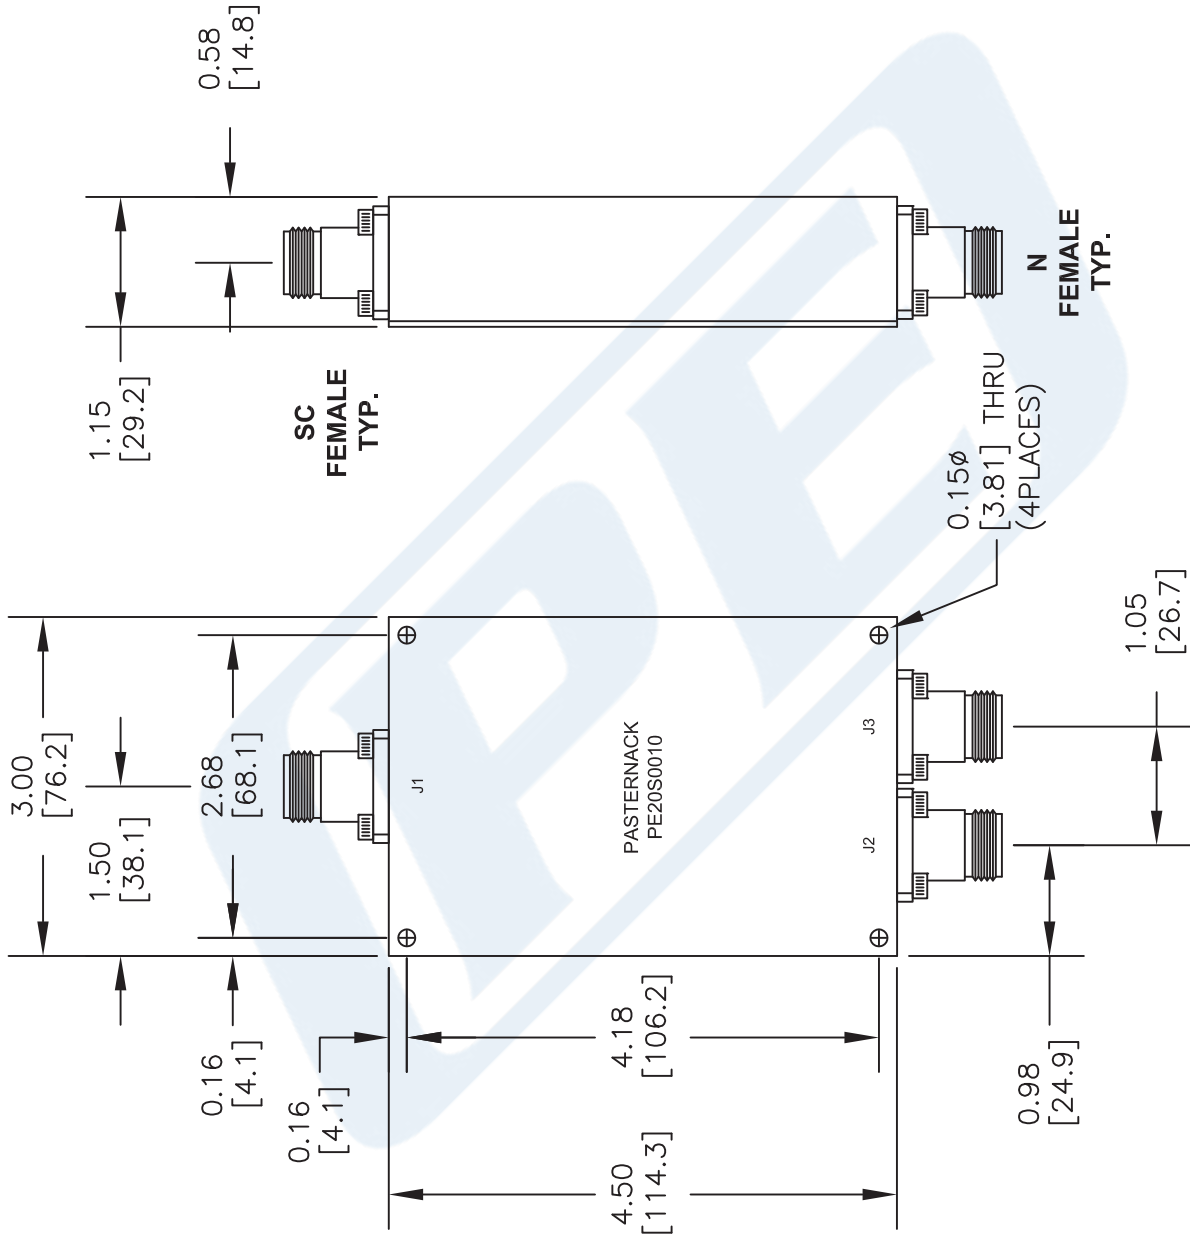 0.58
[14.8]
1.15
[29.2]
SC
FEMALE
TYP.
N
FEMALE
TYP.
0.15ø
[3.81] THRU
(4PLACES)
3.00
[76.2]
1.50
[38.1]
2.68
[68.1]
0.16
[4.1]
0.16
[4.1]
J1
PASTERNACK
PE20S0010
J2
J3
4.18
[106.2]
4.50
[114.3]
0.98
[24.9]
1.05
[26.7]
PE